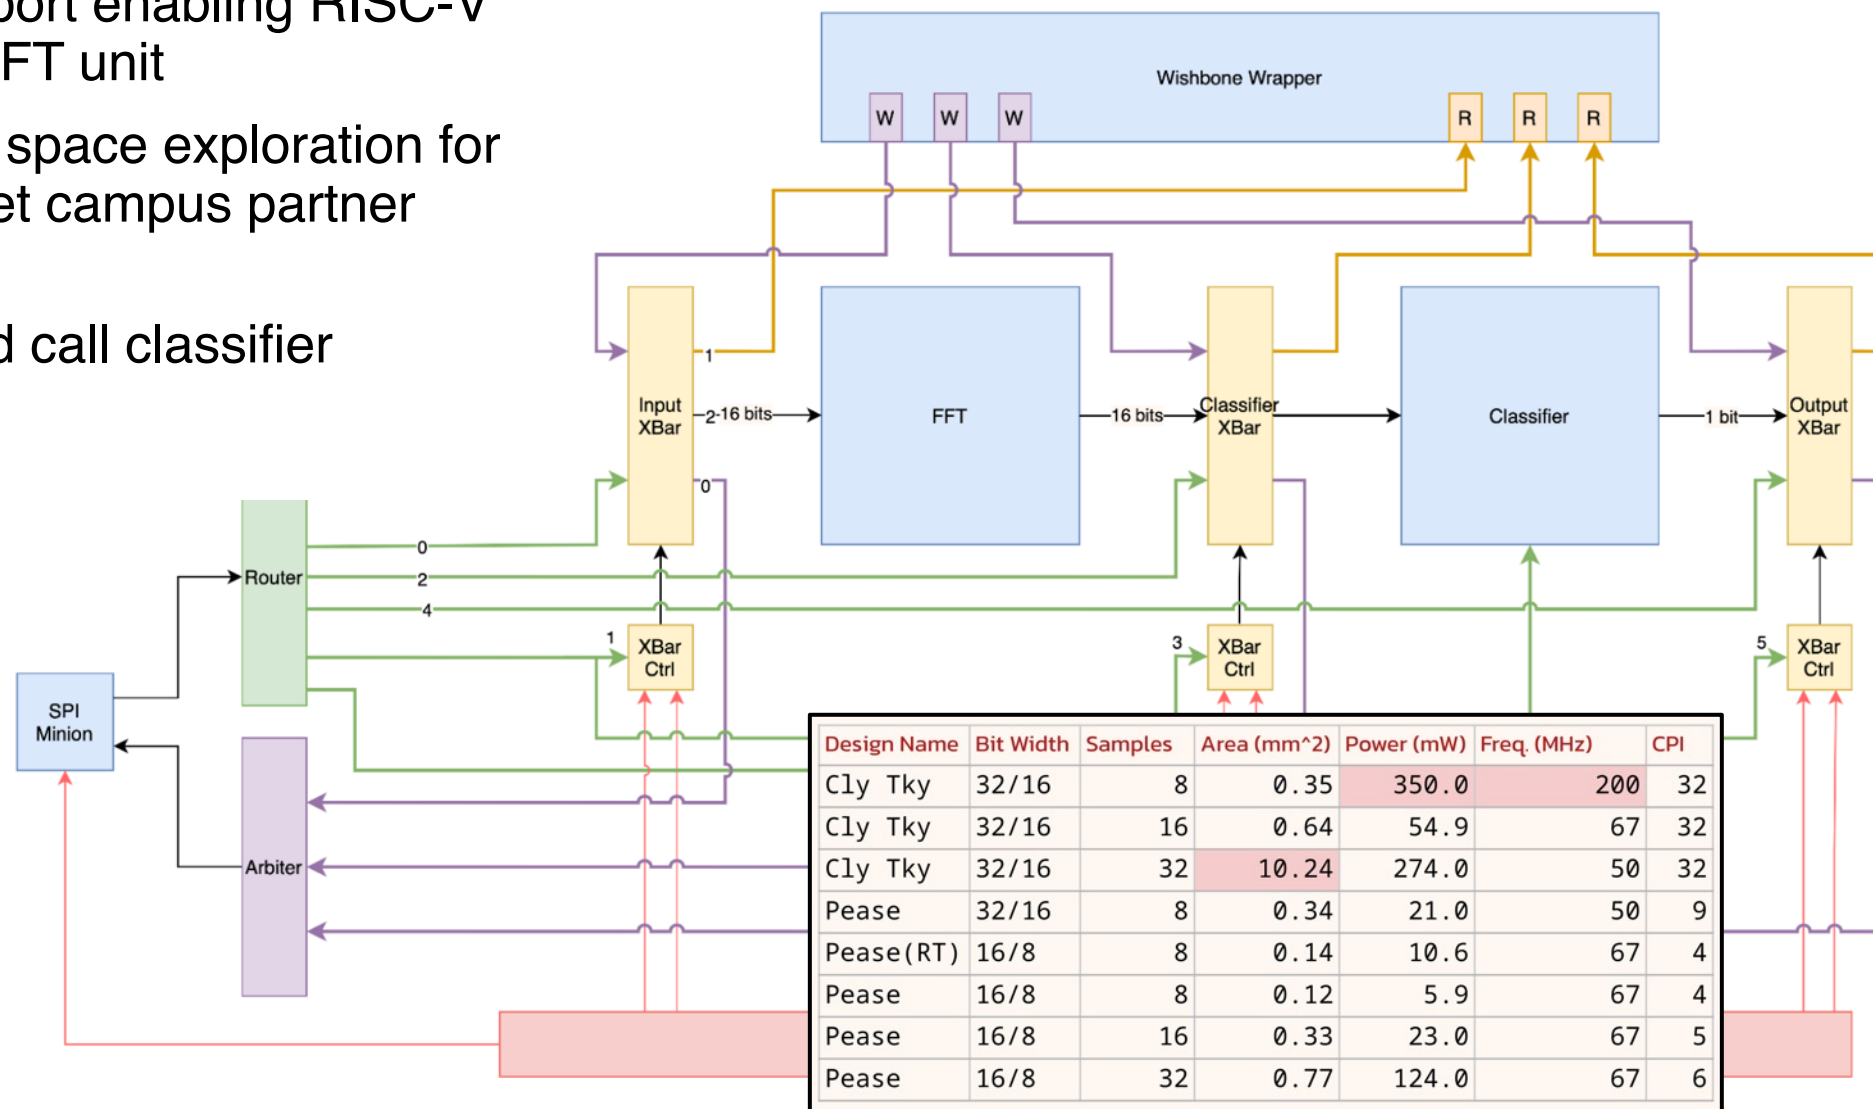 port enabling RISC-V
FFT unit
space exploration for
et campus partner
d call classifier
Wishbone Wrapper
W W W R R R
1
Input
XBar
2 16 bits
FFT
16 bits
Classifier
XBar
Classifier
1 bit
Output
XBar
0
0
Router
2
4
1
XBar
Ctrl
3
XBar
Ctrl
5
XBar
Ctrl
SPI
Minion
Arbiter
Design Name Bit Width Samples Area (mm^2) Power (mW) Freq. (MHz) CPI
Cly Tky 32/16 8 0.35 350.0 200 32
Cly Tky 32/16 16 0.64 54.9 67 32
Cly Tky 32/16 32 10.24 274.0 50 32
Pease 32/16 8 0.34 21.0 50 9
Pease(RT) 16/8 8 0.14 10.6 67 4
Pease 16/8 8 0.12 5.9 67 4
Pease 16/8 16 0.33 23.0 67 5
Pease 16/8 32 0.77 124.0 67 6